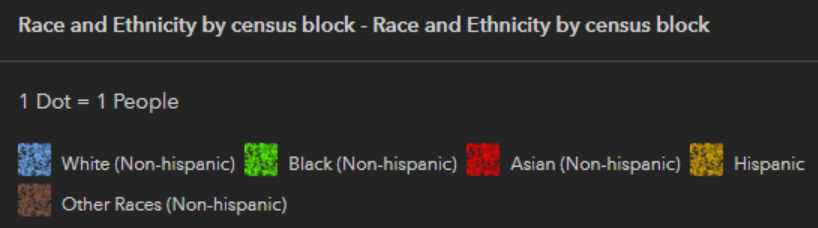 Race and Ethnicity by census block - Race and Ethnicity by census block
1 Dot = 1 People
White (Non-hispanic) Black (Non-hispanic) Asian (Non-hispanic) Hispanic
Other Races (Non-hispanic)